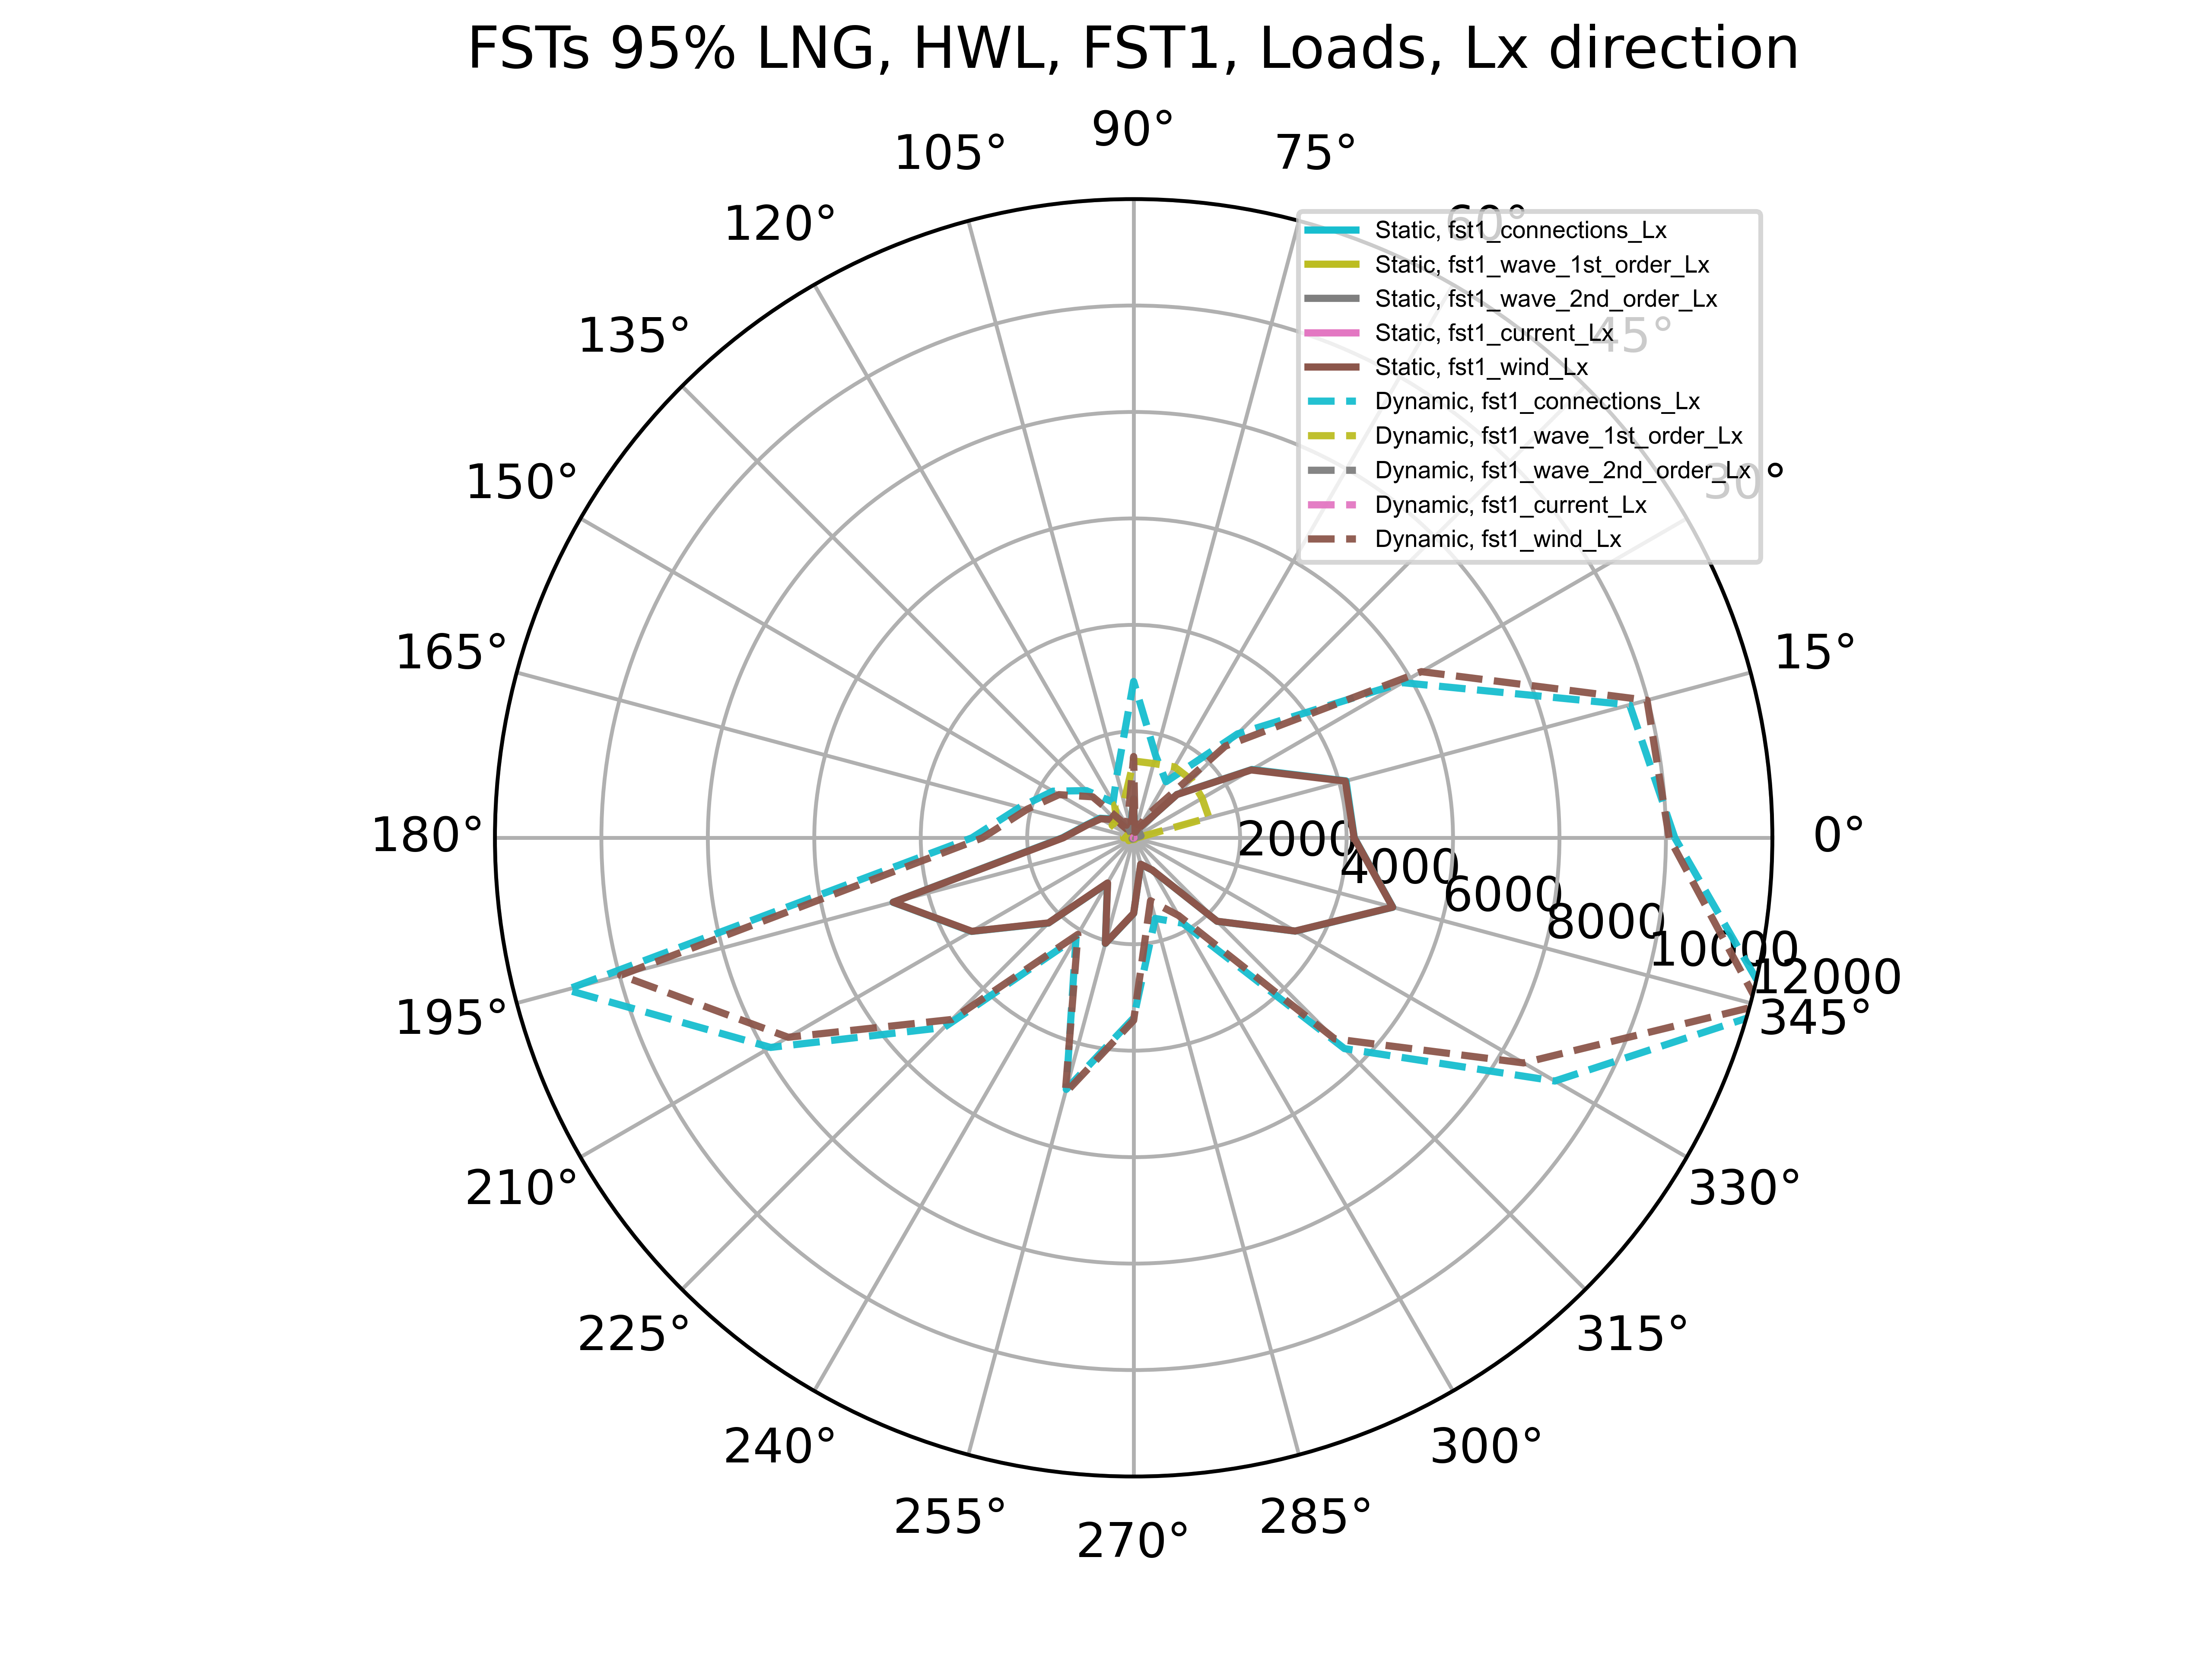 FSTs 95% LNG, HWL, FST1, Loads, Lx direction
90°
105°
75°
120°
60°
135°
45°
150°
30°
165°
15°
180°
0°
195°
345°
210°
330°
225°
315°
240°
300°
255°
285°
270°
2000
4000
6000
8000
10000
12000
Static, fst1_connections_Lx
Static, fst1_wave_1st_order_Lx
Static, fst1_wave_2nd_order_Lx
Static, fst1_current_Lx
Static, fst1_wind_Lx
Dynamic, fst1_connections_Lx
Dynamic, fst1_wave_1st_order_Lx
Dynamic, fst1_wave_2nd_order_Lx
Dynamic, fst1_current_Lx
Dynamic, fst1_wind_Lx